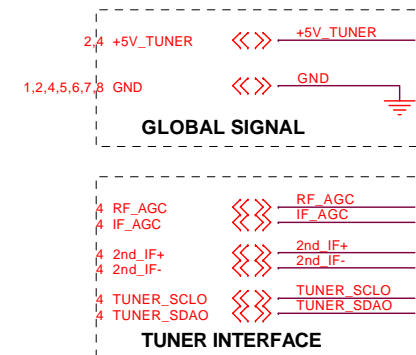 2,4 +5V_TUNER +5V_TUNER
1,2,4,5,6,7,8 GND GND
GLOBAL SIGNAL
4 RF_AGC RF_AGC
4 IF_AGC IF_AGC
4 2nd_IF+ 2nd_IF+
4 2nd_IF- 2nd_IF-
4 TUNER_SCLO TUNER_SCLO
4 TUNER_SDAO TUNER_SDAO
TUNER INTERFACE